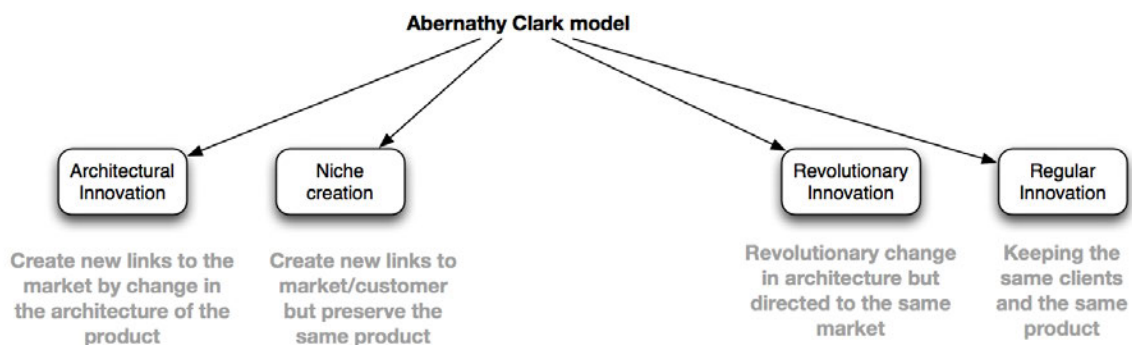 Abernathy Clark model
Architectural
Innovation
Niche
creation
Revolutionary
Innovation
Regular
Innovation
Create new links to the
market by change in
the architecture of the
product
Create new links to
market/customer
but preserve the
same product
Revolutionary change
in architecture but
directed to the same
market
Keeping the
same clients
and the same
product